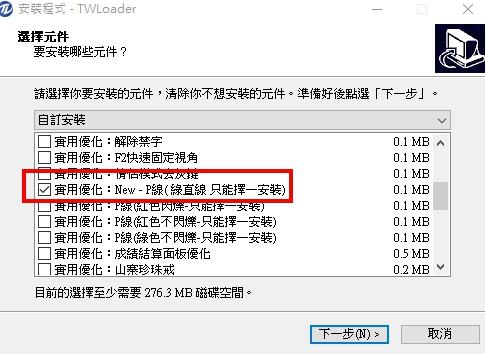 安裝程式 - TWLoader
選擇元件
要安裝哪些元件？
請選擇你要安裝的元件，清除你不想安裝的元件。準備好後點選「下一步」。
自訂安裝
實用優化：解除禁字 0.1 MB
實用優化：F2快速固定視角 0.1 MB
實用優化：情侶模式去灰鍵 0.1 MB
實用優化：New - P線( 綠直線 只能擇一安裝) 0.1 MB
實用優化：P線(紅色閃爍-只能擇一安裝) 0.1 MB
實用優化：P線(紅色不閃爍-只能擇一安裝) 0.1 MB
實用優化：P線(綠色不閃爍-只能擇一安裝) 0.1 MB
實用優化：成績結算面板優化 0.5 MB
實用優化：山寨珍珠戒 0.2 MB
目前的選擇至少需要 276.3 MB 磁碟空間。
下一步(N) >
取消